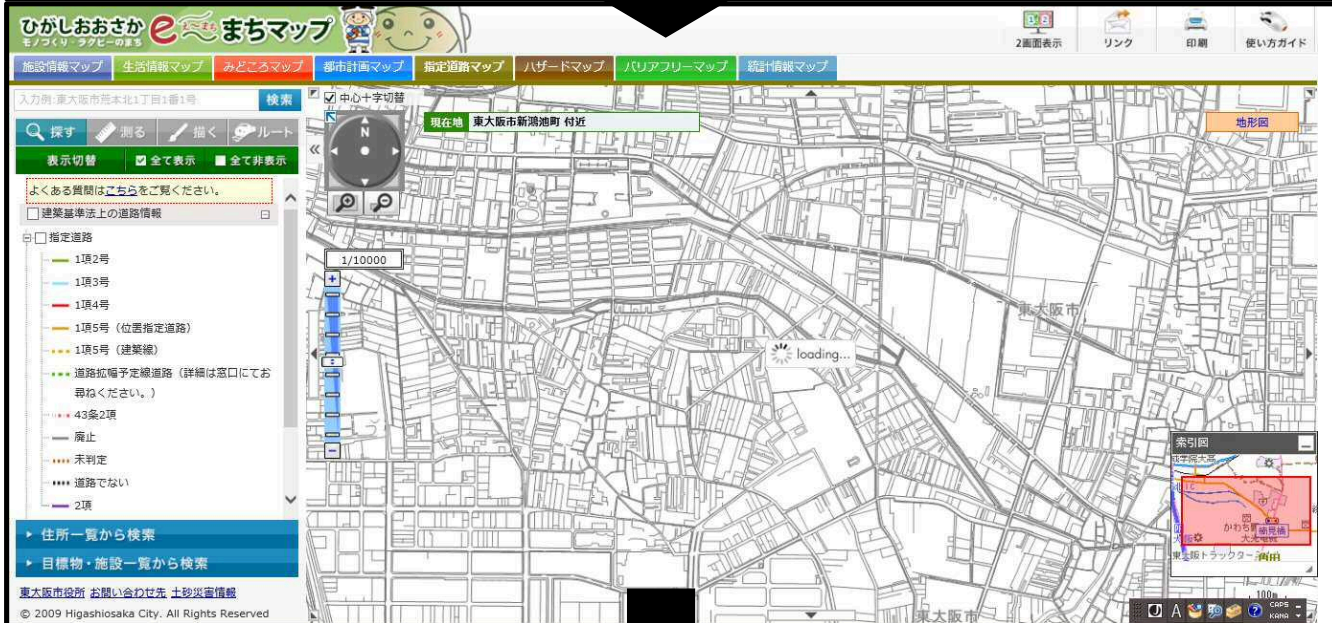 ひがしおおさか e~まちマップ
モノづくり・ラグビーのまち
2画面表示
リンク
印刷
使い方ガイド
施設情報マップ 生活情報マップ みどころマップ 都市計画マップ 指定道路マップ ハザードマップ バリアフリーマップ 統計情報マップ
入力例:東大阪市荒本北1丁目1番1号 検索
中心十字切替
現在地 東大阪市新鴻池町 付近
地形図
探す 測る 描く ルート
表示切替 全て表示 全て非表示
N
よくある質問はこちらをご覧ください。
建築基準法上の道路情報
指定道路
1項2号
1項3号
1項4号
1項5号(位置指定道路)
1項5号(建築線)
道路拡幅予定線道路(詳細は窓口にてお
尋ねください。)
43条2項
廃止
未判定
道路でない
2項
1/10000
東大阪市
loading...
索引図
東大阪市
100m
住所一覧から検索
目標物・施設一覧から検索
東大阪市役所 お問い合わせ先 土砂災害情報
© 2009 Higashiosaka City. All Rights Reserved
A
CAPS
KANA